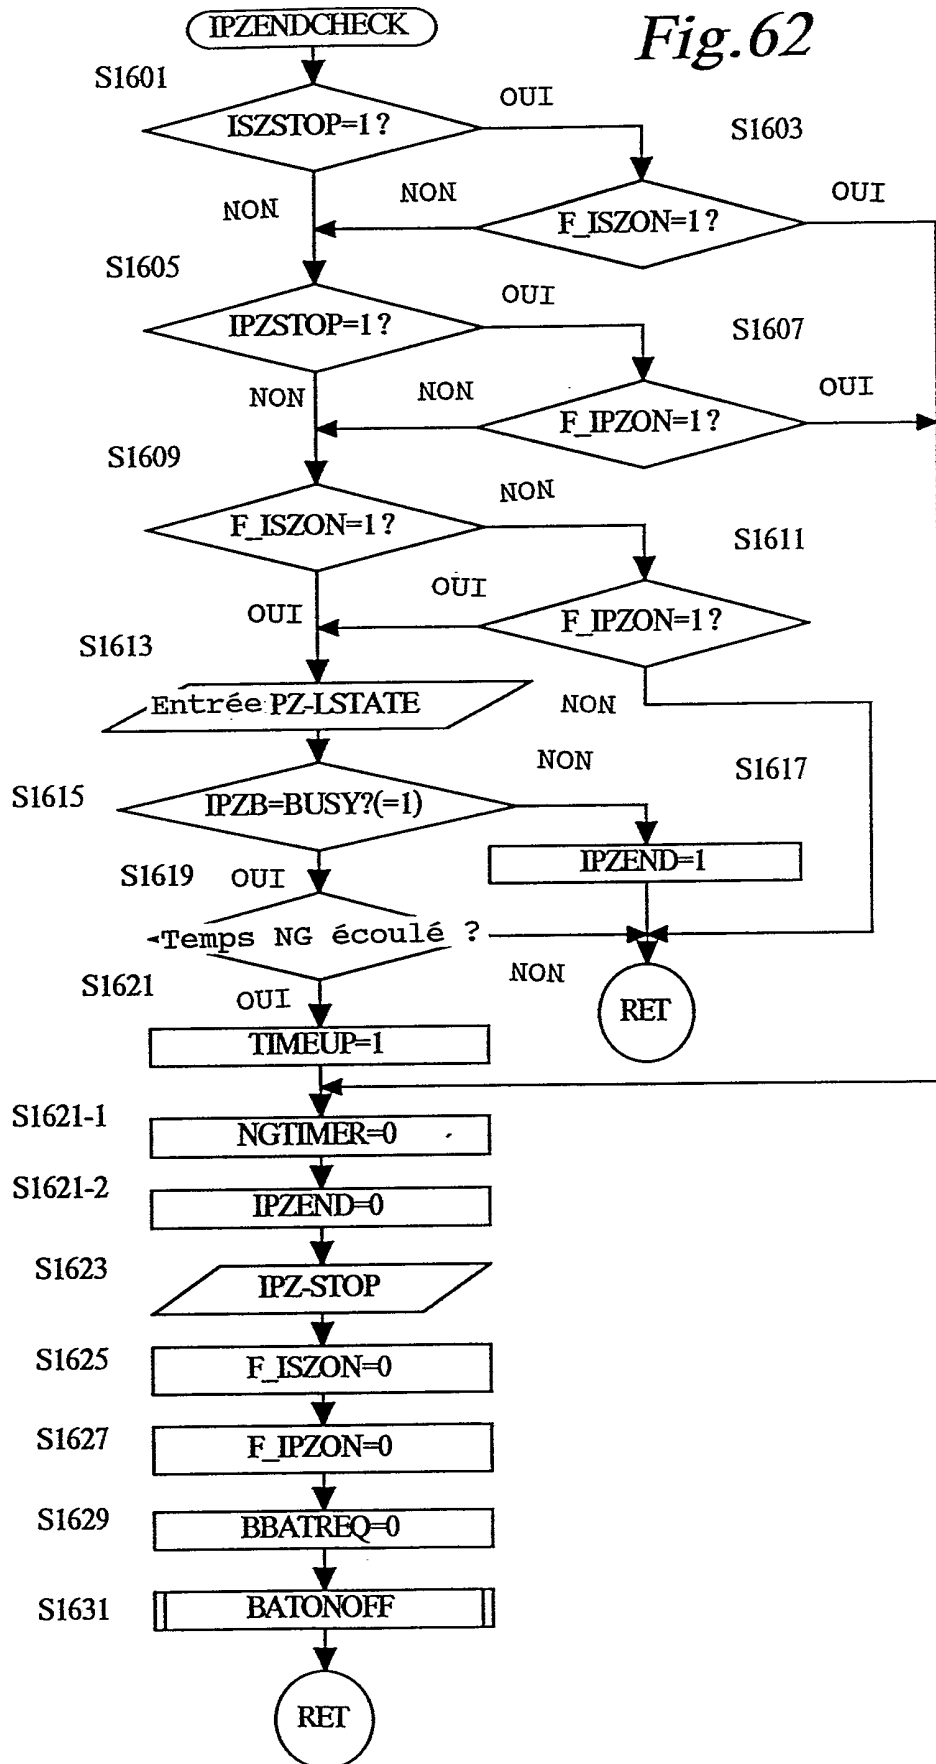 IPZENDCHECK
Fig.62
S1601
ISZSTOP=1?
OUI
S1603
NON
NON
F_ISZON=1?
OUI
S1605
IPZSTOP=1?
OUI
S1607
NON
NON
F_IPZON=1?
OUI
S1609
F_ISZON=1?
NON
S1611
OUI
OUI
F_IPZON=1?
S1613
Entrée PZ-LSTATE
NON
S1615
IPZB=BUSY?(=1)
NON
S1617
IPZEND=1
S1619
OUI
Temps NG écoulé ?
NON
S1621
OUI
RET
TIMEUP=1
S1621-1
NGTIMER=0
S1621-2
IPZEND=0
S1623
IPZ-STOP
S1625
F_ISZON=0
S1627
F_IPZON=0
S1629
BBATREQ=0
S1631
BATONOFF
RET